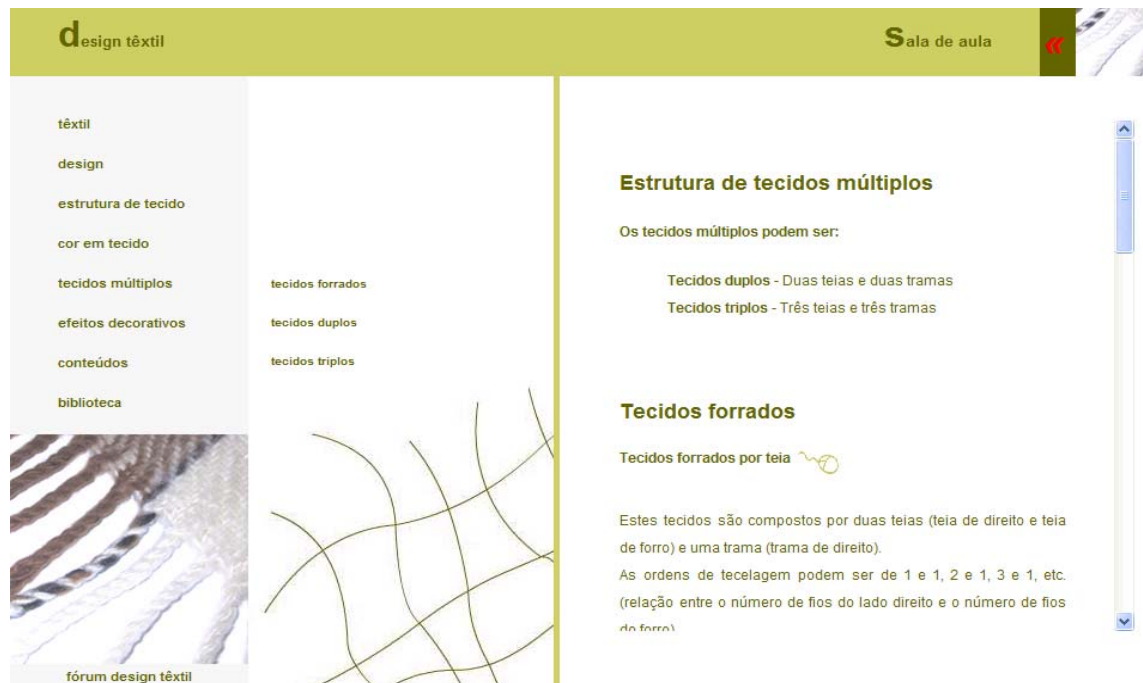 design têxtil
Sala de aula
«
têxtil
design
estrutura de tecido
cor em tecido
tecidos múltiplos
efeitos decorativos
conteúdos
biblioteca
fórum design têxtil
tecidos forrados
tecidos duplos
tecidos triplos
Estrutura de tecidos múltiplos
Os tecidos múltiplos podem ser:
Tecidos duplos - Duas teias e duas tramas
Tecidos triplos - Três teias e três tramas
Tecidos forrados
Tecidos forrados por teia
Estes tecidos são compostos por duas teias (teia de direito e teia
de forro) e uma trama (trama de direito).
As ordens de tecelagem podem ser de 1 e 1, 2 e 1, 3 e 1, etc.
(relação entre o número de fios do lado direito e o número de fios
do forro)